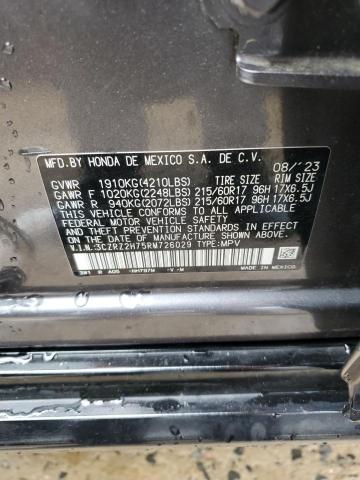 MFD.BY HONDA DE MEXICO S.A. DE C.V. 08/'23
GVWR 1910KG(4210LBS) TIRE SIZE RIM SIZE
GAWR F 1020KG(2248LBS) 215/60R17 96H 17X6.5J
GAWR R 940KG(2072LBS) 215/60R17 96H 17X6.5J
THIS VEHICLE CONFORMS TO ALL APPLICABLE
FEDERAL MOTOR VEHICLE SAFETY
AND THEFT PREVENTION STANDARDS IN EFFECT ON
THE DATE OF MANUFACTURE SHOWN ABOVE.
V.I.N.:3CZRZ2H75RM726029 TYPE:MPV
3W1 B A05 -NH797M -V -M MADE IN MEXICO